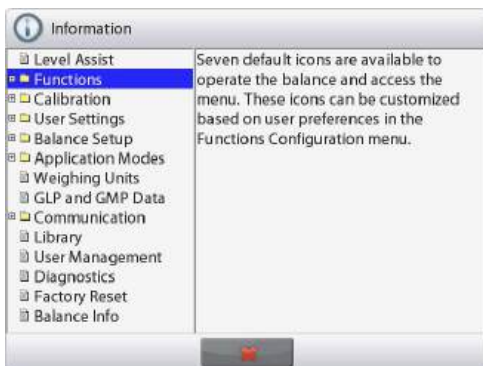 Information
Level Assist
Functions
Calibration
User Settings
Balance Setup
Application Modes
Weighing Units
GLP and GMP Data
Communication
Library
User Management
Diagnostics
Factory Reset
Balance Info
Seven default icons are available to
operate the balance and access the
menu. These icons can be customized
based on user preferences in the
Functions Configuration menu.